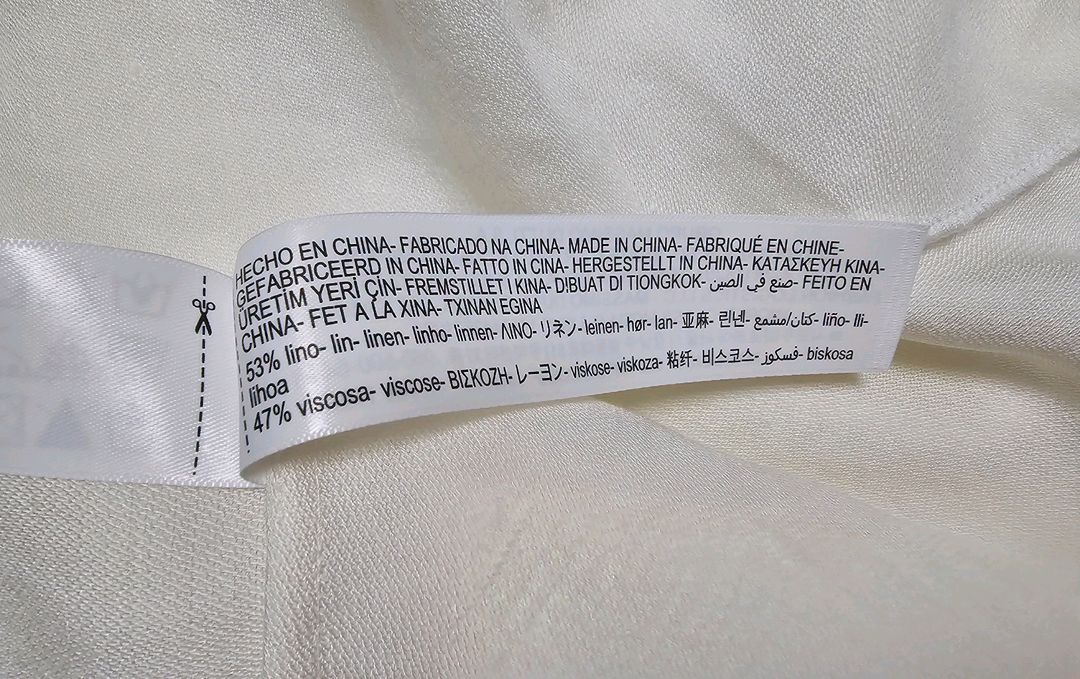 HECHO EN CHINA- FABRICADO NA CHINA- MADE IN CHINA- FABRIQUÉ EN CHINE-
GEFABRICEERD IN CHINA- FATTO IN CINA- HERGESTELLT IN CHINA- ΚΑΤΑΣΚΕΥΗ ΚΙΝΑ-
ÜRETİM YERİ ÇİN- FREMSTILLET I KINA- DIBUAT DI TIONGKOK- صنع في الصين- FEITO EN
CHINA- FET A LA XINA- TXINAN EGINA
53% lino- lin- linen- linho- linnen- ΛΙΝΟ- リネン- leinen- hør- lan- 亚麻- 린넨- كتان/مشمع- liño- lli-
lihoa
47% viscosa- viscose- ΒΙΣΚΟΖΗ- レーヨン- viskose- viskoza- 粘纤- 비스코스- فسكوز- biskosa